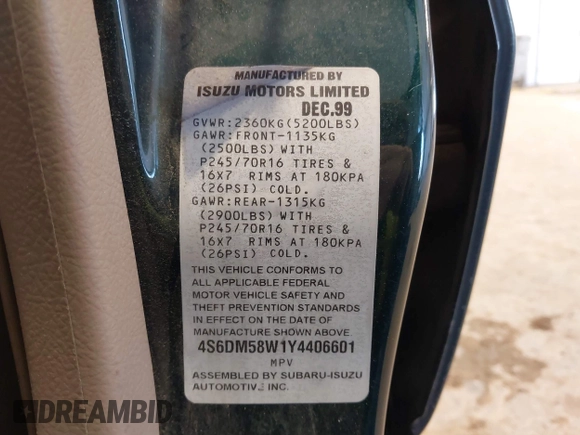 MANUFACTURED BY
ISUZU MOTORS LIMITED
DEC.99
GVWR:2360KG(5200LBS)
GAWR:FRONT-1135KG
(2500LBS) WITH
P245/70R16 TIRES &
16x7 RIMS AT 180KPA
(26PSI) COLD.
GAWR:REAR-1315KG
(2900LBS) WITH
P245/70R16 TIRES &
16x7 RIMS AT 180KPA
(26PSI) COLD.
THIS VEHICLE CONFORMS TO
ALL APPLICABLE FEDERAL
MOTOR VEHICLE SAFETY AND
THEFT PREVENTION STANDARDS
IN EFFECT ON THE DATE OF
MANUFACTURE SHOWN ABOVE
4S6DM58W1Y4406601
MPV
ASSEMBLED BY SUBARU-ISUZU
AUTOMOTIVE INC.
DREAMBID